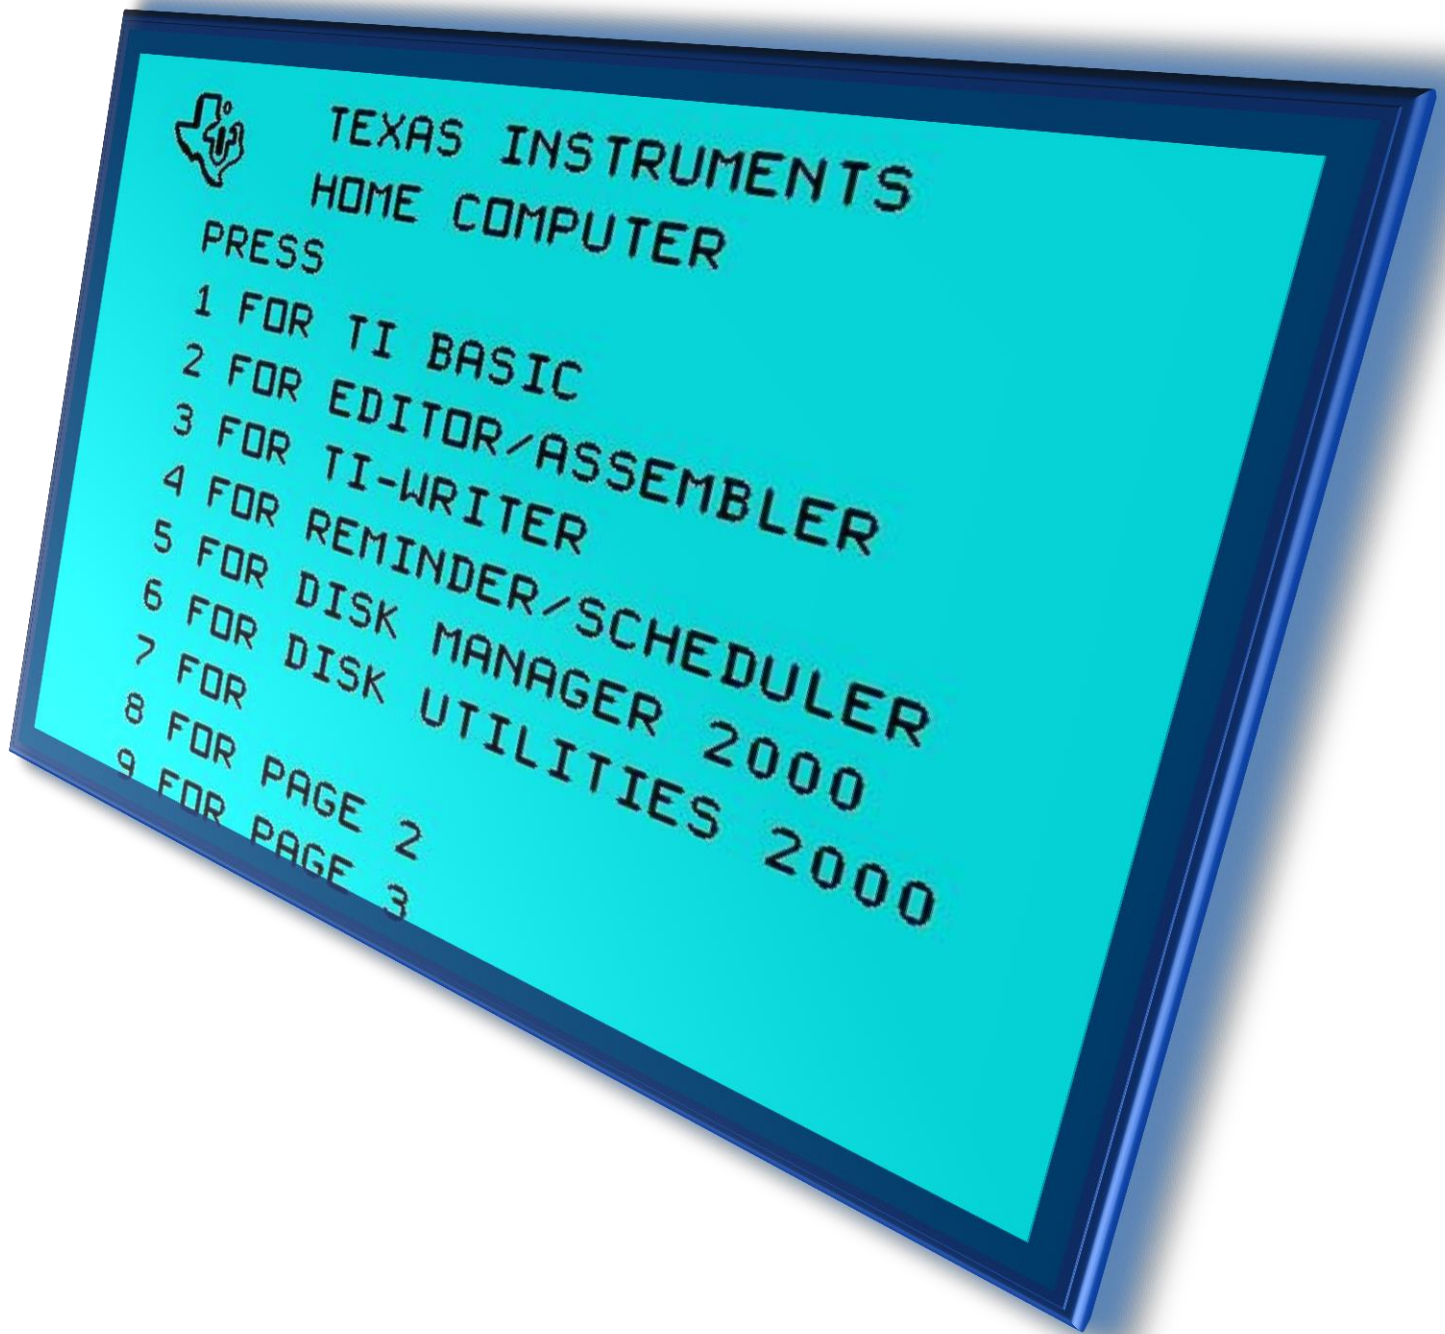 TEXAS INSTRUMENTS
HOME COMPUTER
PRESS
1 FOR TI BASIC
2 FOR EDITOR/ASSEMBLER
3 FOR TI-WRITER
4 FOR REMINDER/SCHEDULER
5 FOR DISK MANAGER 2000
6 FOR DISK UTILITIES 2000
7 FOR
8 FOR PAGE 2
9 FOR PAGE 3